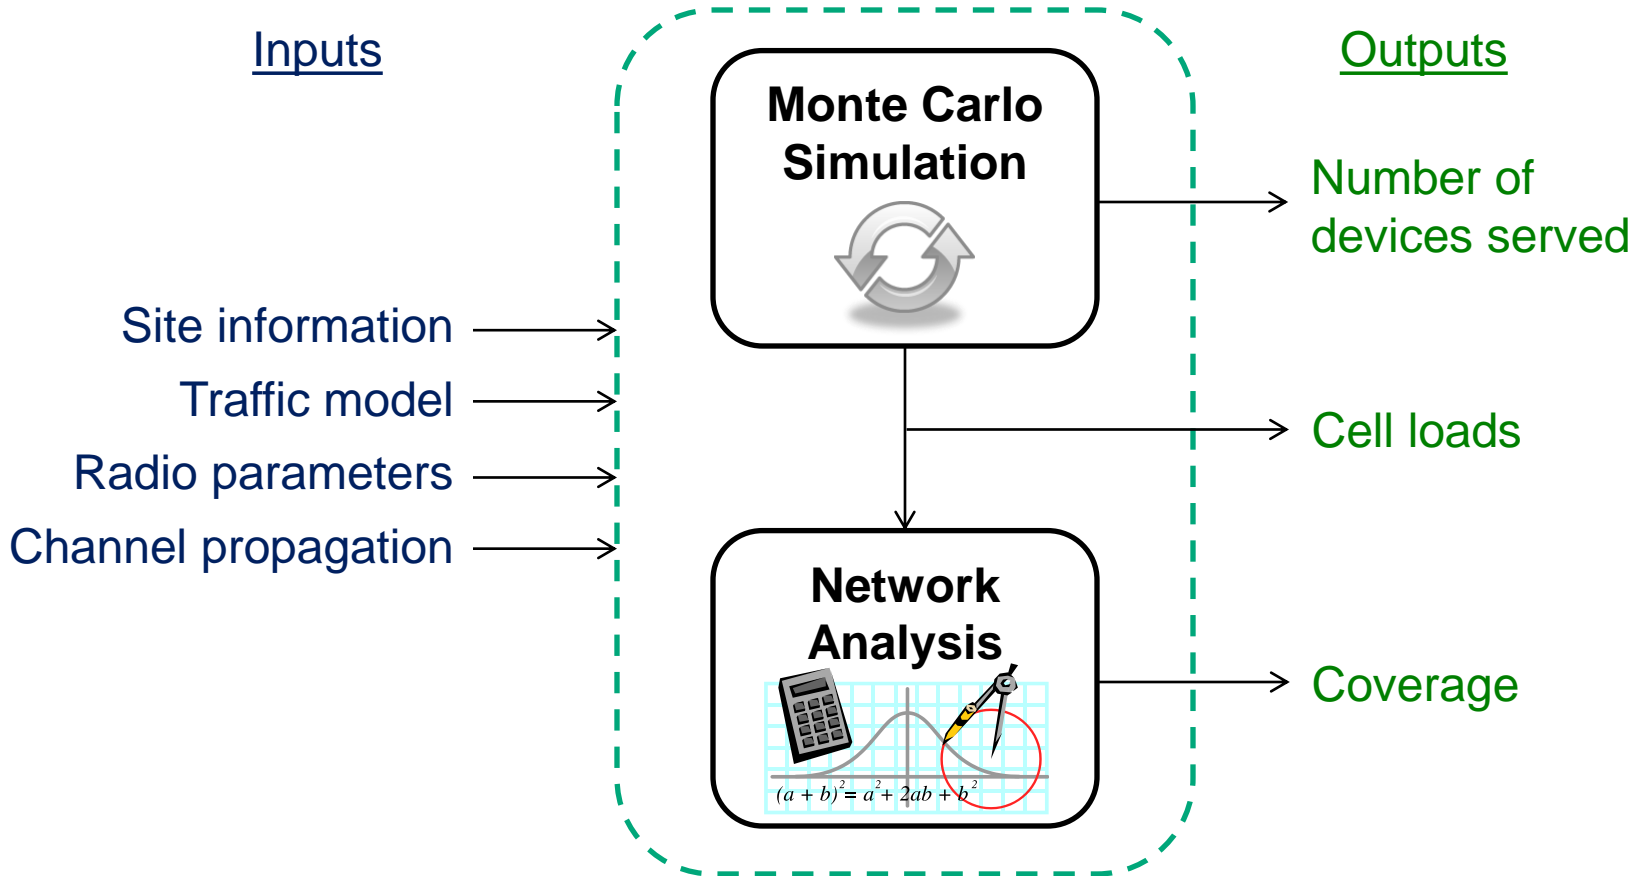 Inputs
Outputs
Monte Carlo
Simulation
Number of
devices served
Site information
Traffic model
Radio parameters
Channel propagation
Cell loads
Network
Analysis
(a + b)² = a² + 2ab + b²
Coverage